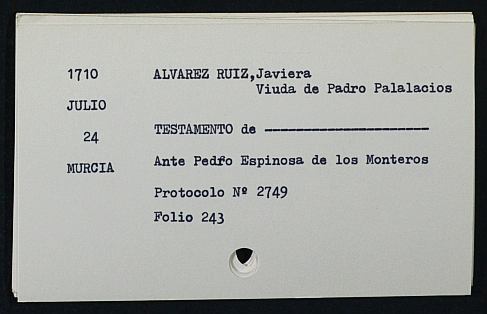 1710 ALVAREZ RUIZ,Javiera
Viuda de Padro Palalacios
JULIO
24 TESTAMENTO de ---------------------
MURCIA Ante Pedro Espinosa de los Monteros
Protocolo Nº 2749
Folio 243